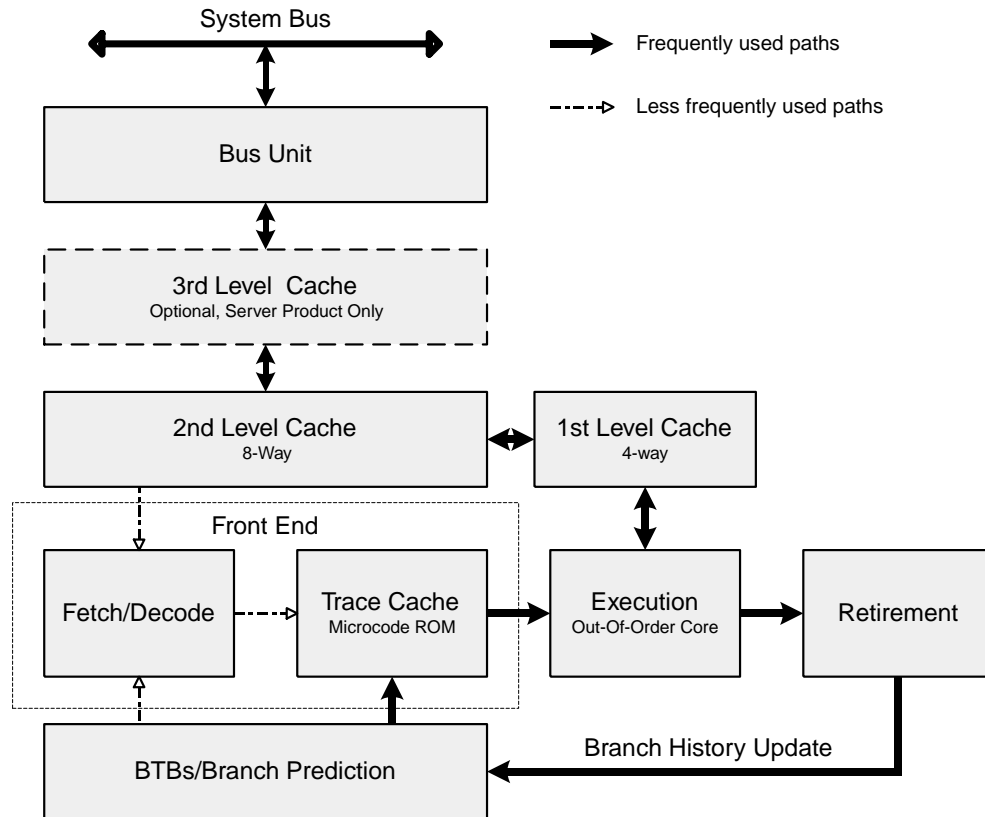 System Bus
Frequently used paths
Less frequently used paths
Bus Unit
3rd Level Cache
Optional, Server Product Only
2nd Level Cache
8-Way
1st Level Cache
4-way
Front End
Fetch/Decode
Trace Cache
Microcode ROM
Execution
Out-Of-Order Core
Retirement
Branch History Update
BTBs/Branch Prediction